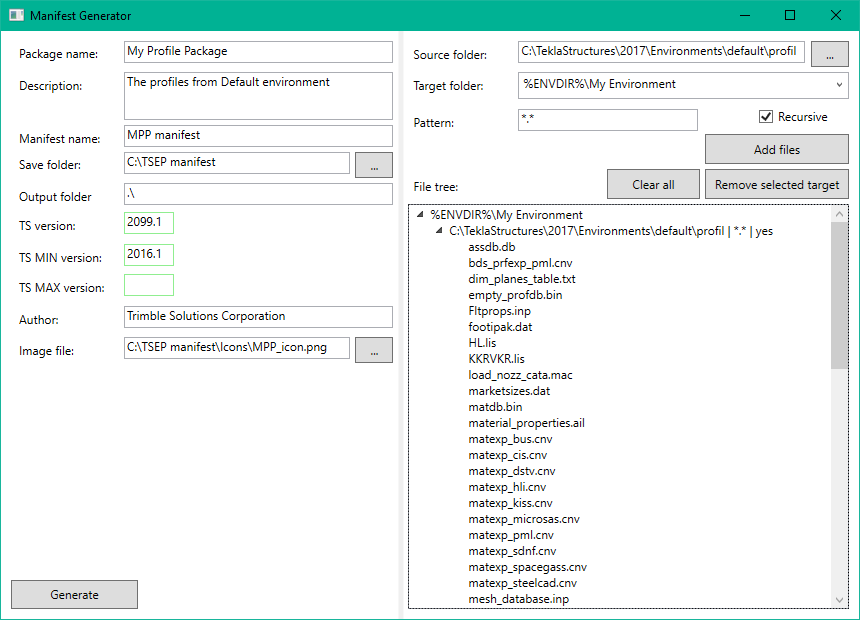 Manifest Generator
Package name:
My Profile Package
Description:
The profiles from Default environment
Manifest name:
MPP manifest
Save folder:
C:\TSEP manifest
...
Output folder
.\
TS version:
2099.1
TS MIN version:
2016.1
TS MAX version:
Author:
Trimble Solutions Corporation
Image file:
C:\TSEP manifest\Icons\MPP_icon.png
...
Generate
Source folder:
C:\TeklaStructures\2017\Environments\default\profil
...
Target folder:
%ENVDIR%\My Environment
Pattern:
*.*
Recursive
Add files
File tree:
Clear all
Remove selected target
%ENVDIR%\My Environment
C:\TeklaStructures\2017\Environments\default\profil | *.* | yes
assdb.db
bds_prfexp_pml.cnv
dim_planes_table.txt
empty_profdb.bin
Fltprops.inp
footipak.dat
HL.lis
KKRVKR.lis
load_nozz_cata.mac
marketsizes.dat
matdb.bin
material_properties.ail
matexp_bus.cnv
matexp_cis.cnv
matexp_dstv.cnv
matexp_hli.cnv
matexp_kiss.cnv
matexp_microsas.cnv
matexp_pml.cnv
matexp_sdnf.cnv
matexp_spacegass.cnv
matexp_steelcad.cnv
mesh_database.inp